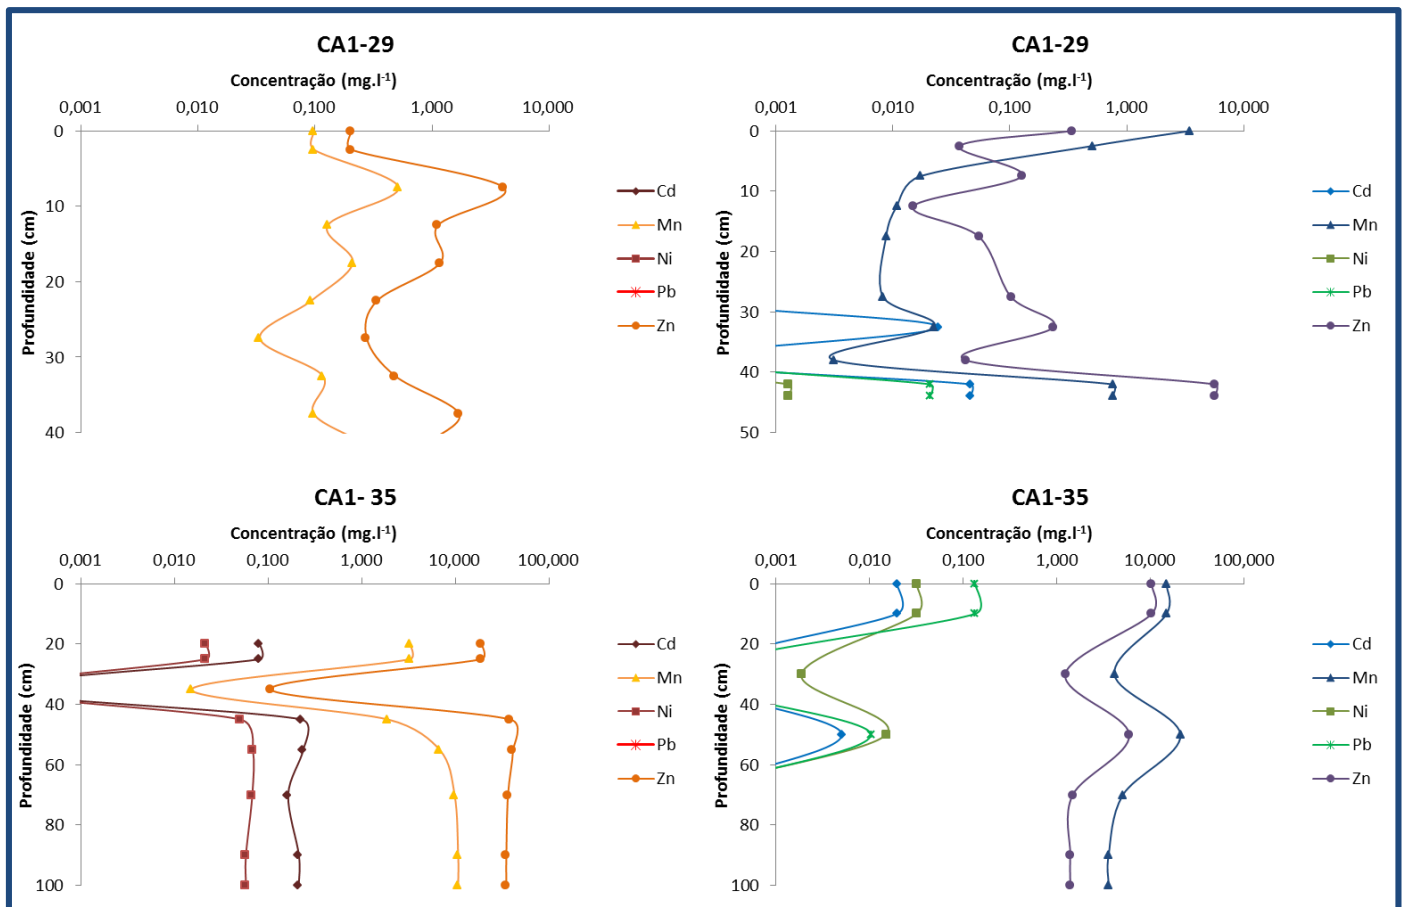 CA1-29
Concentração (mg.l-1)
0,001 0,010 0,100 1,000 10,000
0
10
20
30
40
Profundidade (cm)
Cd
Mn
Ni
Pb
Zn
CA1-29
Concentração (mg.l-1)
0,001 0,010 0,100 1,000 10,000
0
10
20
30
40
50
Profundidade (cm)
Cd
Mn
Ni
Pb
Zn
CA1- 35
Concentração (mg.l-1)
0,001 0,010 0,100 1,000 10,000 100,000
0
20
40
60
80
100
Profundidade (cm)
Cd
Mn
Ni
Pb
Zn
CA1-35
Concentração (mg.l-1)
0,001 0,010 0,100 1,000 10,000 100,000
0
20
40
60
80
100
Profundidade (cm)
Cd
Mn
Ni
Pb
Zn